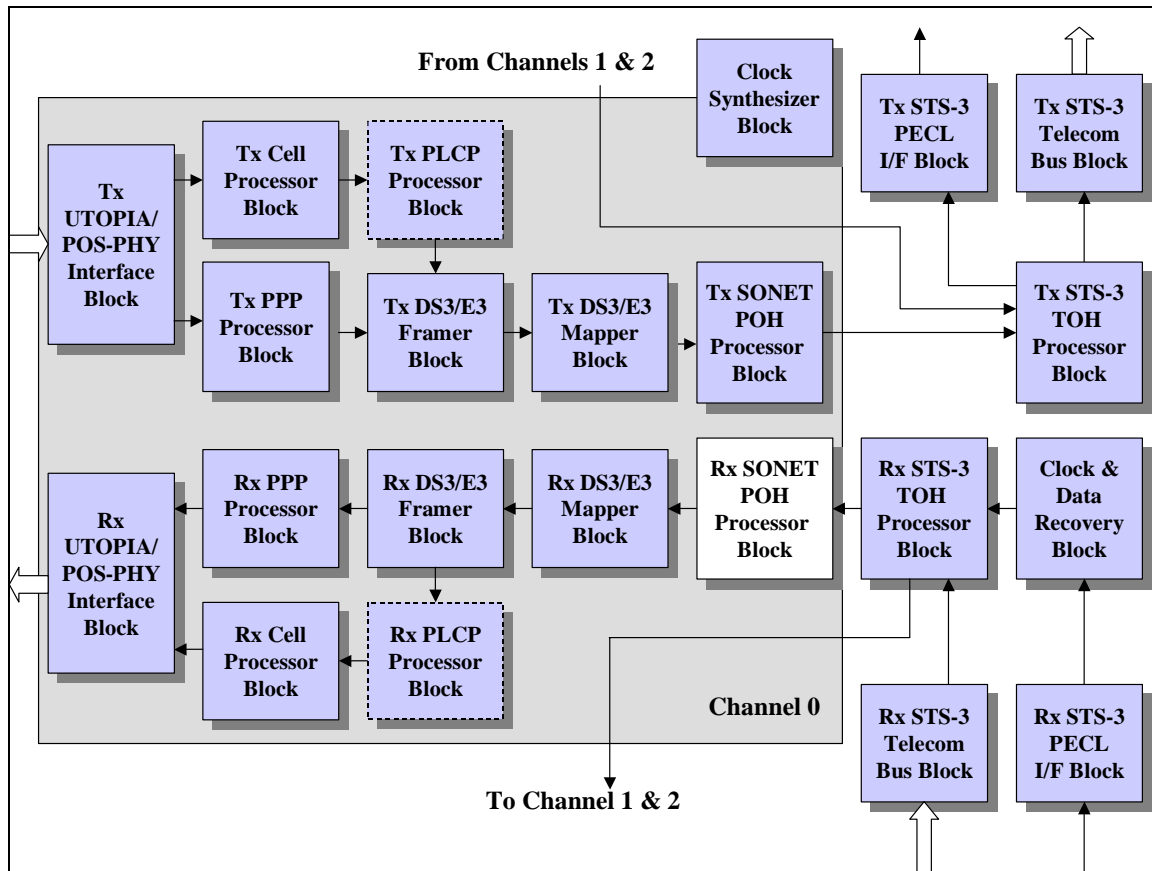 From Channels 1 & 2
Clock
Synthesizer
Block
Tx STS-3
PECL
I/F Block
Tx STS-3
Telecom
Bus Block
Tx
UTOPIA/
POS-PHY
Interface
Block
Tx Cell
Processor
Block
Tx PLCP
Processor
Block
Tx PPP
Processor
Block
Tx DS3/E3
Framer
Block
Tx DS3/E3
Mapper
Block
Tx SONET
POH
Processor
Block
Tx STS-3
TOH
Processor
Block
Rx
UTOPIA/
POS-PHY
Interface
Block
Rx PPP
Processor
Block
Rx DS3/E3
Framer
Block
Rx DS3/E3
Mapper
Block
Rx SONET
POH
Processor
Block
Rx STS-3
TOH
Processor
Block
Clock &
Data
Recovery
Block
Rx Cell
Processor
Block
Rx PLCP
Processor
Block
Channel 0
Rx STS-3
Telecom
Bus Block
Rx STS-3
PECL
I/F Block
To Channel 1 & 2